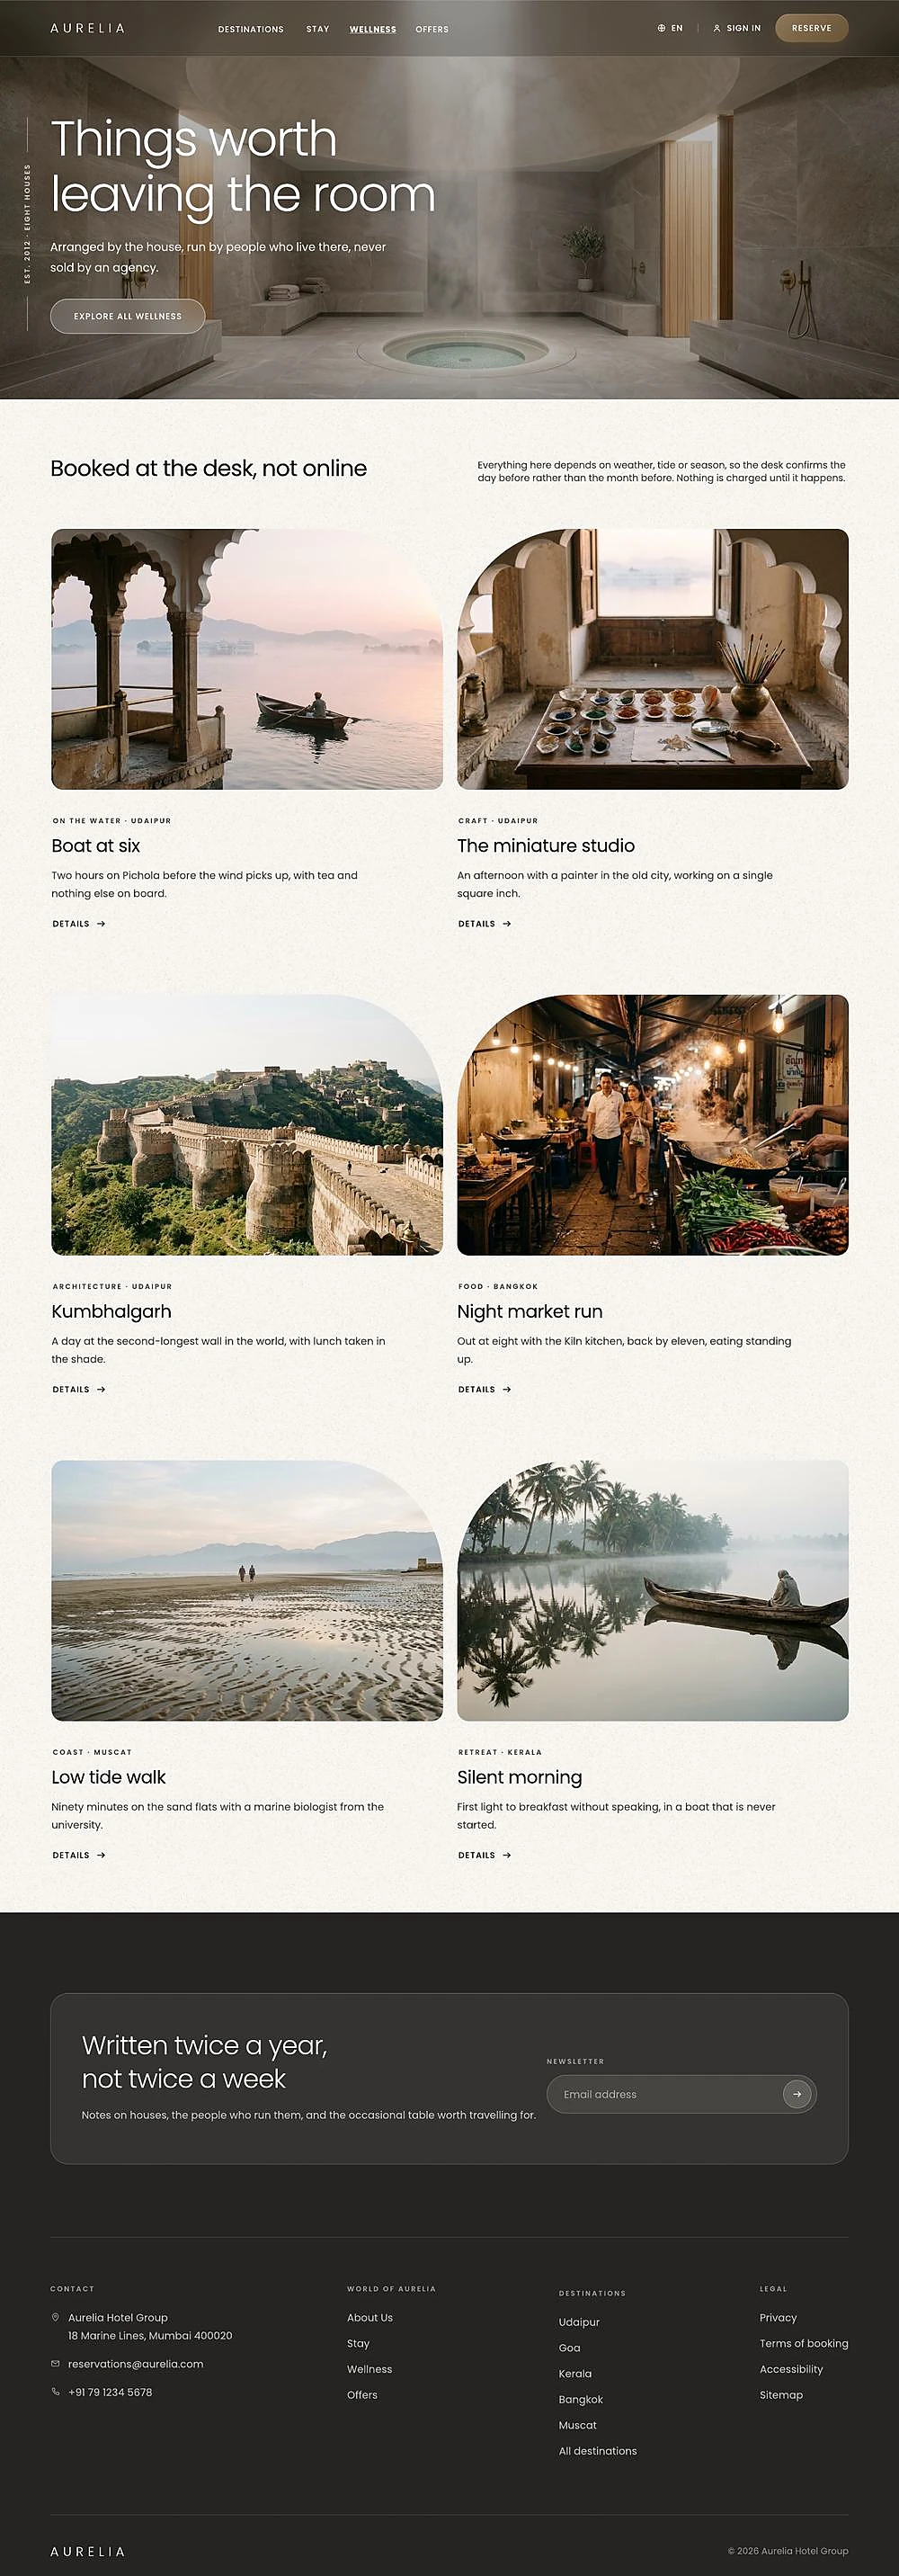 AURELIA
DESTINATIONS
STAY
WELLNESS
OFFERS
EN
SIGN IN
RESERVE
EST. 2012 · EIGHT HOUSES
Things worth
leaving the room
Arranged by the house, run by people who live there, never
sold by an agency.
EXPLORE ALL WELLNESS
Booked at the desk, not online
Everything here depends on weather, tide or season, so the desk confirms the
day before rather than the month before. Nothing is charged until it happens.
ON THE WATER · UDAIPUR
Boat at six
Two hours on Pichola before the wind picks up, with tea and
nothing else on board.
DETAILS →
CRAFT · UDAIPUR
The miniature studio
An afternoon with a painter in the old city, working on a single
square inch.
DETAILS →
ARCHITECTURE · UDAIPUR
Kumbhalgarh
A day at the second-longest wall in the world, with lunch taken in
the shade.
DETAILS →
FOOD · BANGKOK
Night market run
Out at eight with the Kiln kitchen, back by eleven, eating standing
up.
DETAILS →
COAST · MUSCAT
Low tide walk
Ninety minutes on the sand flats with a marine biologist from the
university.
DETAILS →
RETREAT · KERALA
Silent morning
First light to breakfast without speaking, in a boat that is never
started.
DETAILS →
Written twice a year,
not twice a week
Notes on houses, the people who run them, and the occasional table worth travelling for.
NEWSLETTER
Email address
→
CONTACT
Aurelia Hotel Group
18 Marine Lines, Mumbai 400020
reservations@aurelia.com
+91 79 1234 5678
WORLD OF AURELIA
About Us
Stay
Wellness
Offers
DESTINATIONS
Udaipur
Goa
Kerala
Bangkok
Muscat
All destinations
LEGAL
Privacy
Terms of booking
Accessibility
Sitemap
AURELIA
© 2026 Aurelia Hotel Group